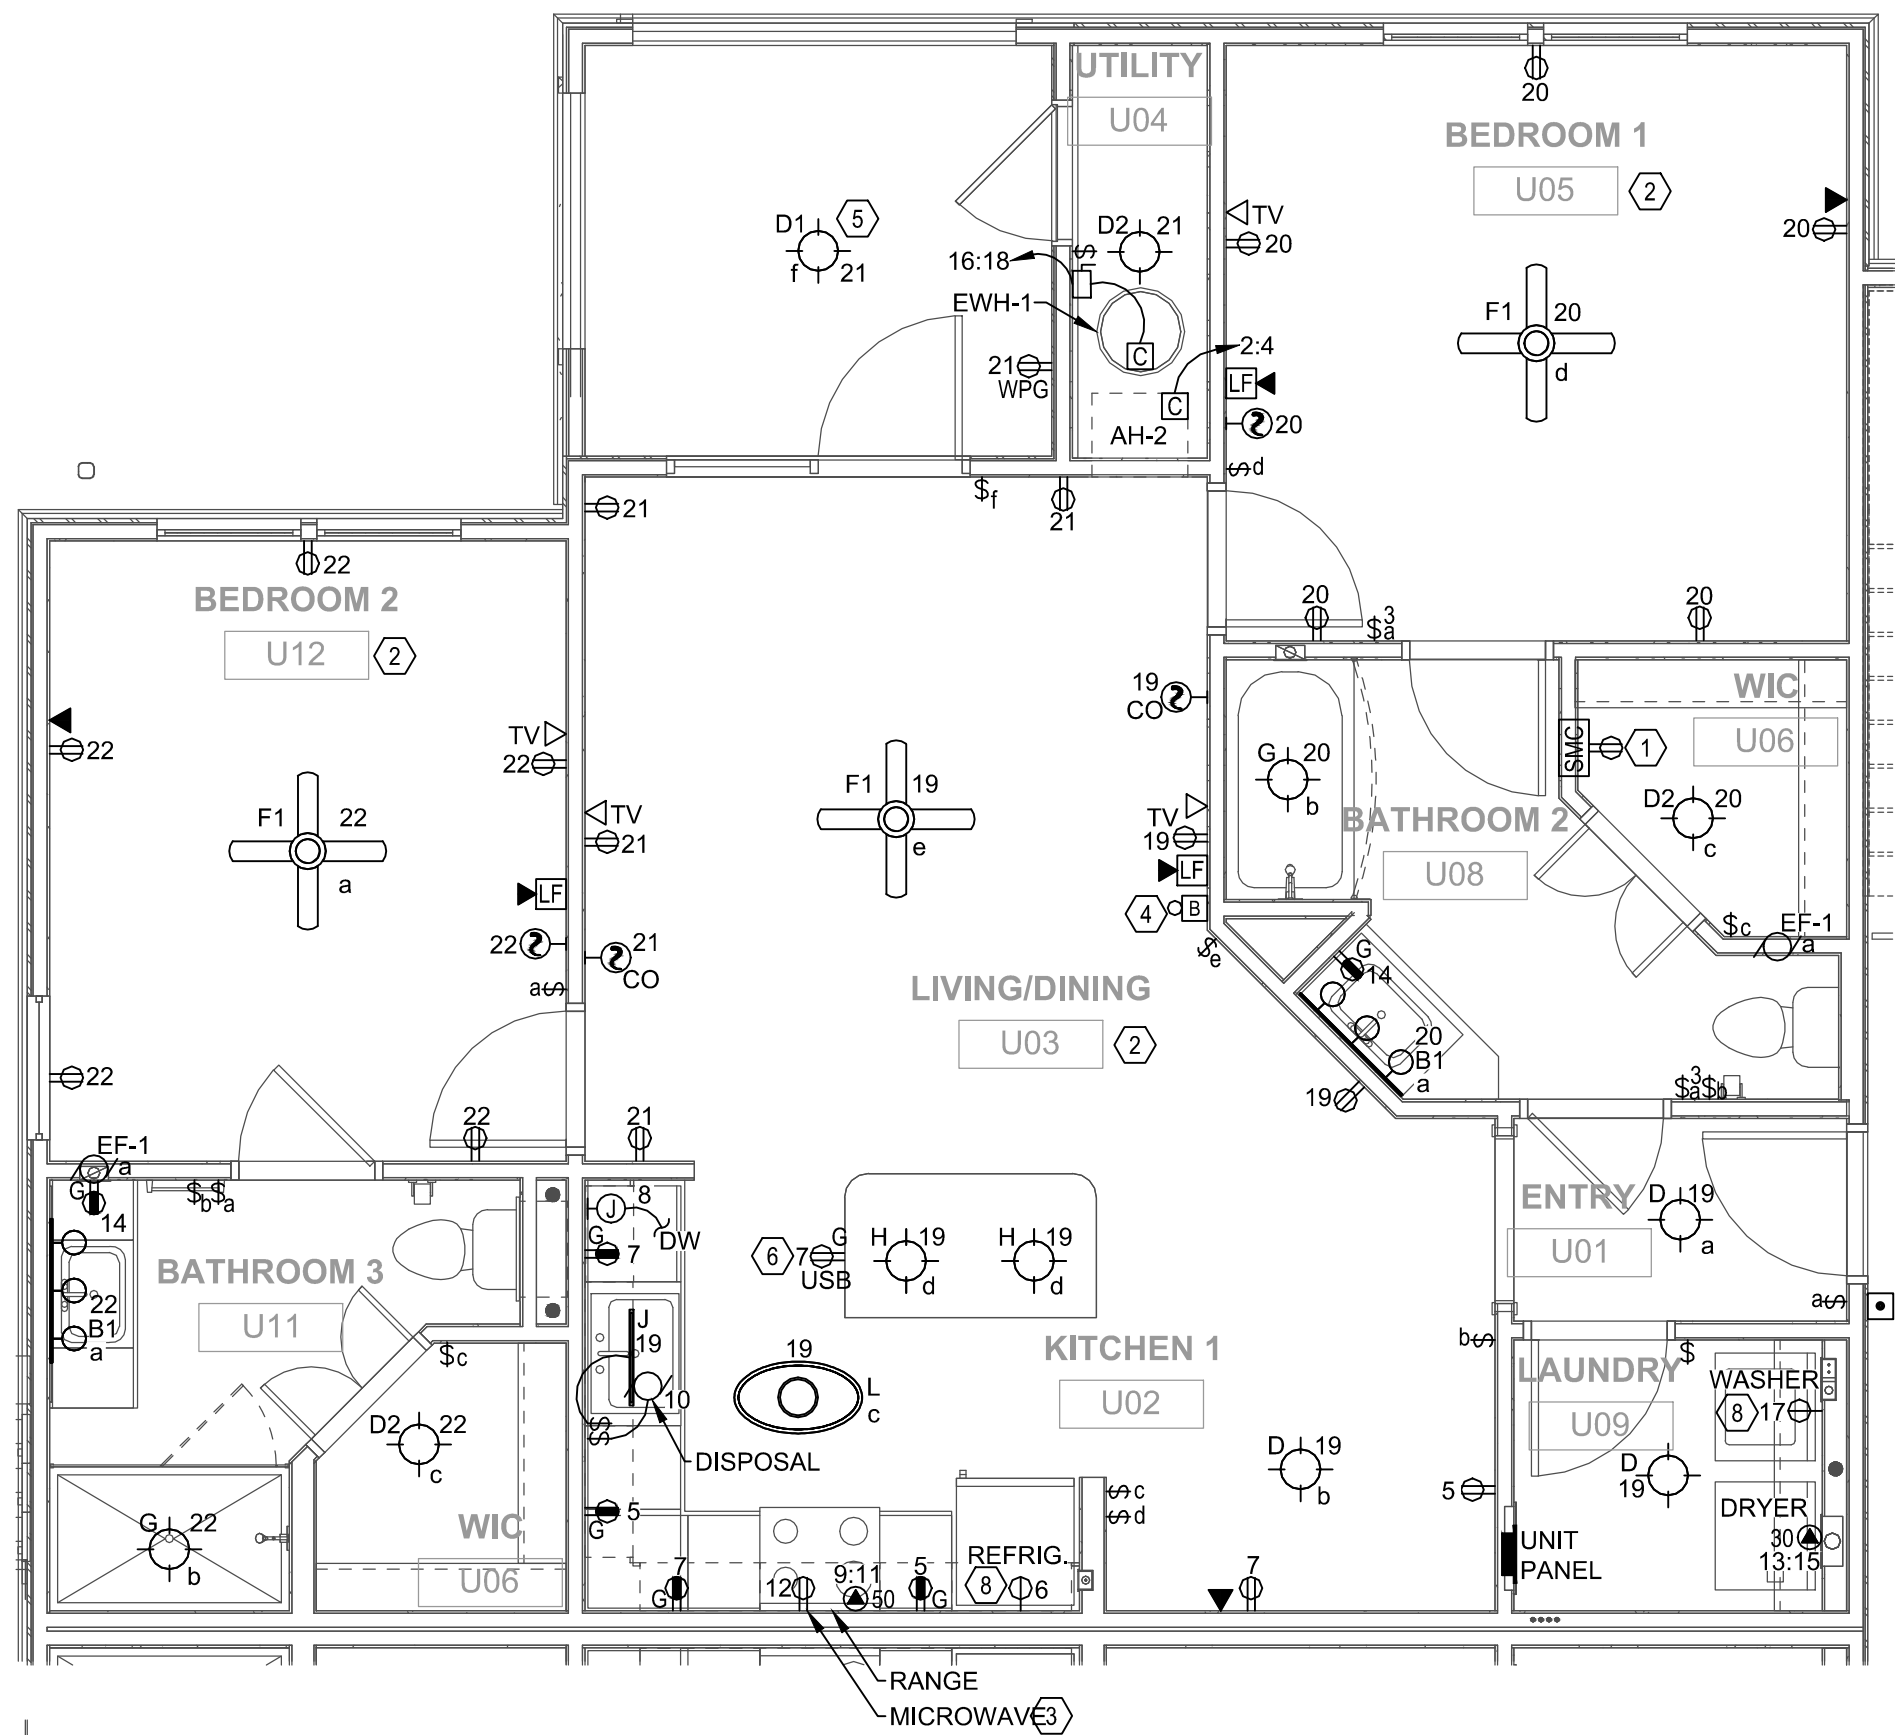 UTILITY
U04
20
BEDROOM 1
U05
2
D1
5
f
21
D2
21
$f
TV
20
20
16:18
EWH-1
C
2:4
F1
20
d
21
WPG
LF
C
AH-2
20
$d
21
$f
21
22
BEDROOM 2
U12
2
20
$3a
20
19
CO
WIC
U06
SMC
1
22
TV
22
G
20
b
D2
20
c
F1
22
a
TV
21
F1
19
e
TV
19
LF
4
B
BATHROOM 2
U08
LF
22
21
CO
a$
$e
$c
EF-1
a
LIVING/DINING
U03
2
G
14
20
B1
a
19
$3a$b
22
22
21
EF-1
a
G
14
$b$a
BATHROOM 3
U11
22
B1
a
J
8
DW
G
7
6
7
G
USB
H
19
d
H
19
d
ENTRY
U01
D
19
a
a$
J
19
10
$$
DISPOSAL
19
L
c
KITCHEN 1
U02
b$
LAUNDRY
U09
$
WASHER
8
17
$c
D2
22
c
D
19
b
D
19
5
G
22
b
WIC
U06
5
G
$c
$d
UNIT
PANEL
DRYER
30
13:15
7
G
12
9:11
50
5
G
REFRIG.
8
6
7
RANGE
MICROWAVE
3